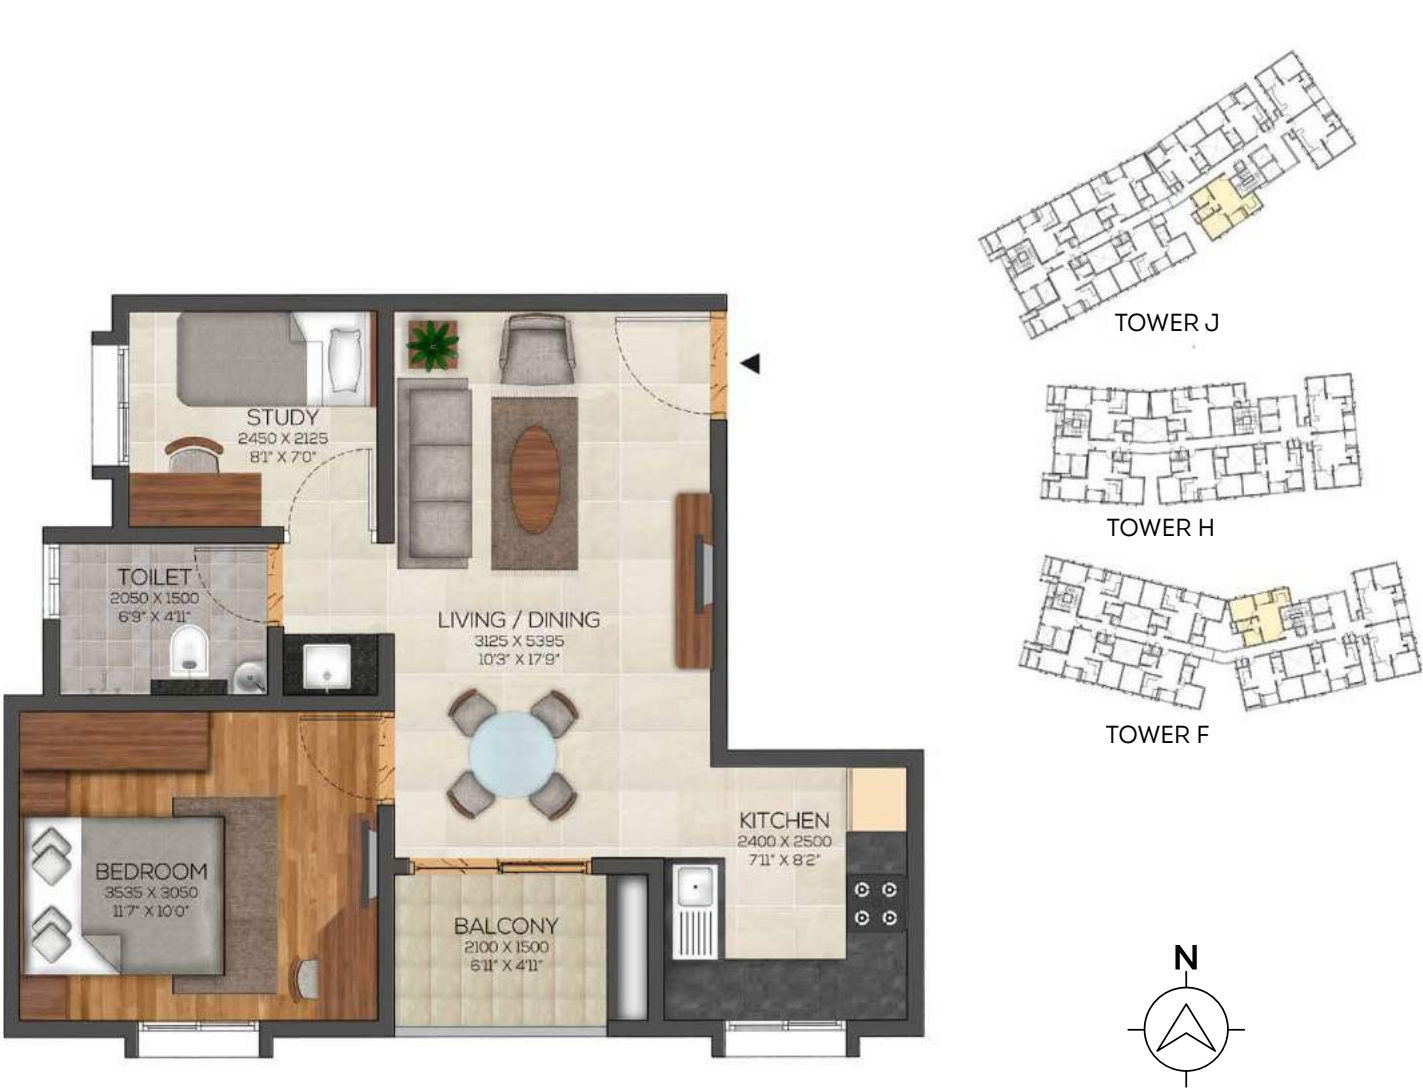 TOWER J
TOWER H
TOWER F
STUDY
2450 X 2125
8'1" X 7'0"
TOILET
2050 X 1500
6'9" X 4'11"
LIVING / DINING
3125 X 5395
10'3" X 17'9"
KITCHEN
2400 X 2500
7'11" X 8'2"
BEDROOM
3535 X 3050
11'7" X 10'0"
BALCONY
2100 X 1500
6'11" X 4'11"
N